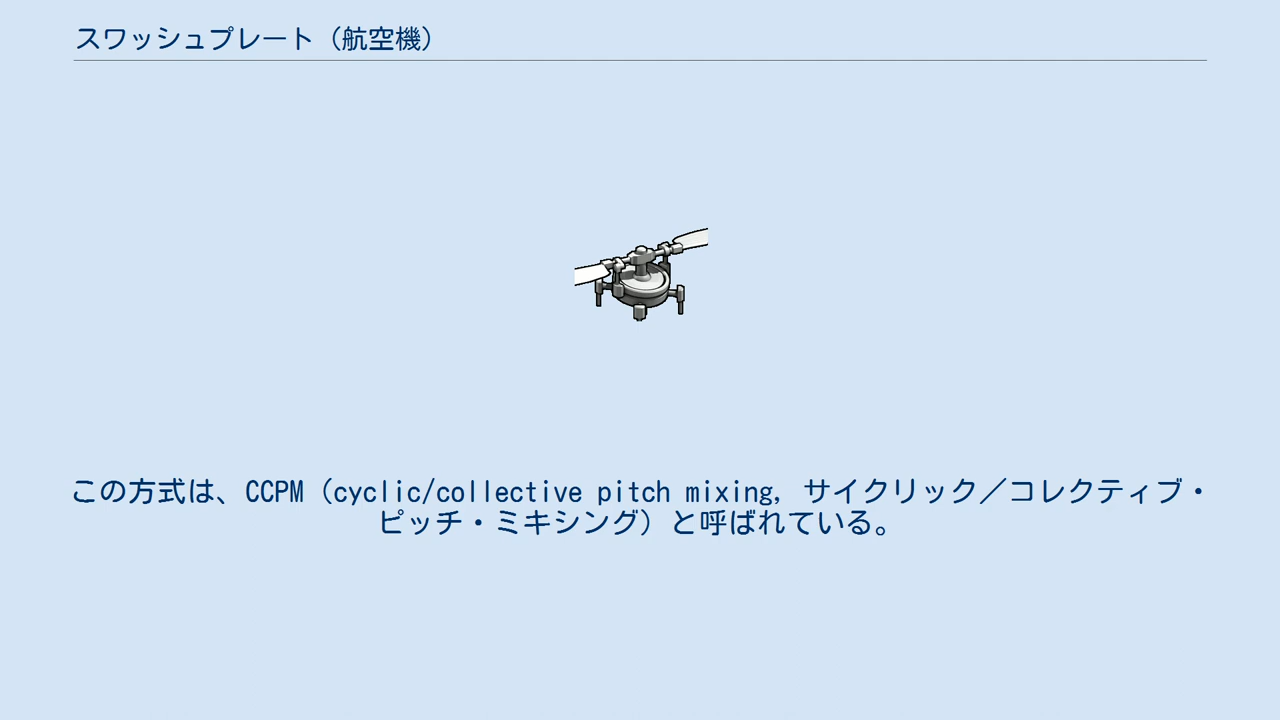 スワッシュプレート（航空機）
この方式は、CCPM（cyclic/collective pitch mixing, サイクリック／コレクティブ・
ピッチ・ミキシング）と呼ばれている。